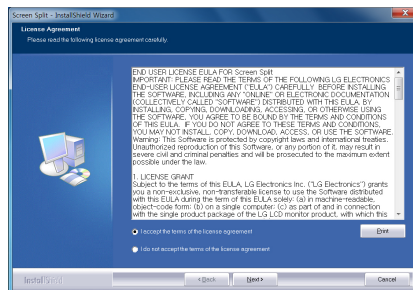 Screen Split - InstallShield Wizard
License Agreement
Please read the following license agreement carefully.
END USER LICENSE EULA FOR Screen Split
IMPORTANT: PLEASE READ THE TERMS OF THE FOLLOWING LG ELECTRONICS
END-USER LICENSE AGREEMENT ("EULA") CAREFULLY BEFORE INSTALLING
THE SOFTWARE, INCLUDING ANY "ONLINE" OR ELECTRONIC DOCUMENTATION
(COLLECTIVELY CALLED "SOFTWARE") DISTRIBUTED WITH THIS EULA. BY
INSTALLING, COPYING, DOWNLOADING, ACCESSING, OR OTHERWISE USING
THE SOFTWARE, YOU AGREE TO BE BOUND BY THE TERMS AND CONDITIONS
OF THIS EULA. IF YOU DO NOT AGREE TO THESE TERMS AND CONDITIONS,
YOU MAY NOT INSTALL, COPY, DOWNLOAD, ACCESS, OR USE THE SOFTWARE.
Warning: This Software is protected by copyright laws and international treaties.
Unauthorized reproduction of this Software, or any portion of it, may result in
severe civil and criminal penalties and will be prosecuted to the maximum extent
possible under the law.
1. LICENSE GRANT
Subject to the terms of this EULA, LG Electronics Inc. ("LG Electronics") grants
you a non-exclusive, non-transferable license to use the Software distributed
with this EULA during the term of this EULA solely: (a) in machine-readable,
object-code form; (b) on a single computer; (c) as part of and in connection
with the single product package of the LG LCD monitor product, with which this
I accept the terms of the license agreement
Print
I do not accept the terms of the license agreement
InstallShield
< Back
Next >
Cancel